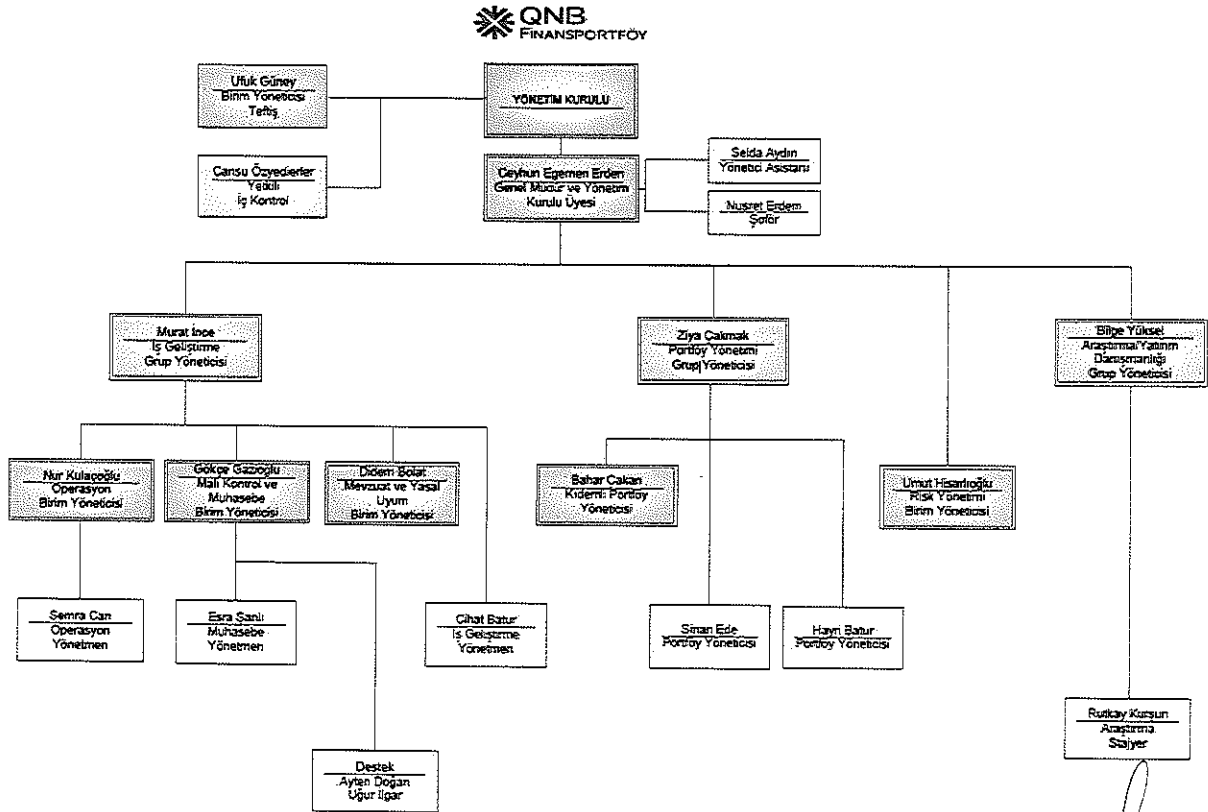 QNB
FİNANSPORTFÖY
Ufuk Güney
Birim Yöneticisi
Teftiş
YÖNETİM KURULU
Cansu Özyedierler
Yetkili
İç Kontrol
Ceyhun Egemen Erden
Genel Müdür ve Yönetim
Kurulu Üyesi
Selda Aydın
Yönetici Asistanı
Nusret Erdem
Şoför
Murat İnce
İş Geliştirme
Grup Yöneticisi
Ziya Çakmak
Portföy Yönetimi
Grup Yöneticisi
Bilge Yüksel
Araştırma/Yatırım
Danışmanlığı
Grup Yöneticisi
Nur Kulaçoğlu
Operasyon
Birim Yöneticisi
Gökçe Gazioğlu
Mali Kontrol ve
Muhasebe
Birim Yöneticisi
Didem Bolat
Mevzuat ve Yasal
Uyum
Birim Yöneticisi
Bahar Cakan
Kıdemli Portföy
Yöneticisi
Umut Hisarlıoğlu
Risk Yönetimi
Birim Yöneticisi
Semra Can
Operasyon
Yönetmen
Esra Şanlı
Muhasebe
Yönetmen
Cihat Batur
İş Geliştirme
Yönetmen
Sinan Ede
Portföy Yöneticisi
Hayri Batur
Portföy Yöneticisi
Rutkay Kurşun
Araştırma
Stajyer
Destek
Ayten Doğan
Uğur Ilgar